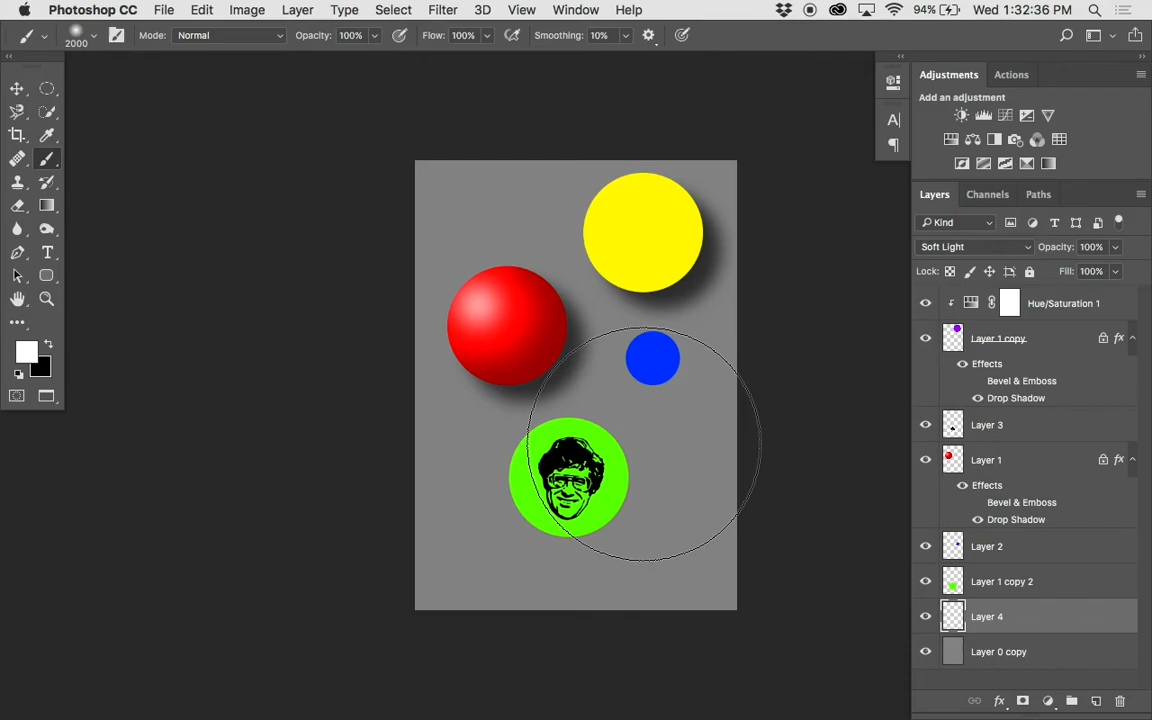 Photoshop CC File Edit Image Layer Type Select Filter 3D View Window Help 94% Wed 1:32:36 PM
2000 Mode: Normal Opacity: 100% Flow: 100% Smoothing: 10%
Adjustments Actions
Add an adjustment
A
Layers Channels Paths
Kind T
Soft Light Opacity: 100%
Lock: Fill: 100%
Hue/Saturation 1
Layer 1 copy fx
Effects
Bevel & Emboss
Drop Shadow
Layer 3
Layer 1 fx
Effects
Bevel & Emboss
Drop Shadow
Layer 2
Layer 1 copy 2
Layer 4
Layer 0 copy
fx